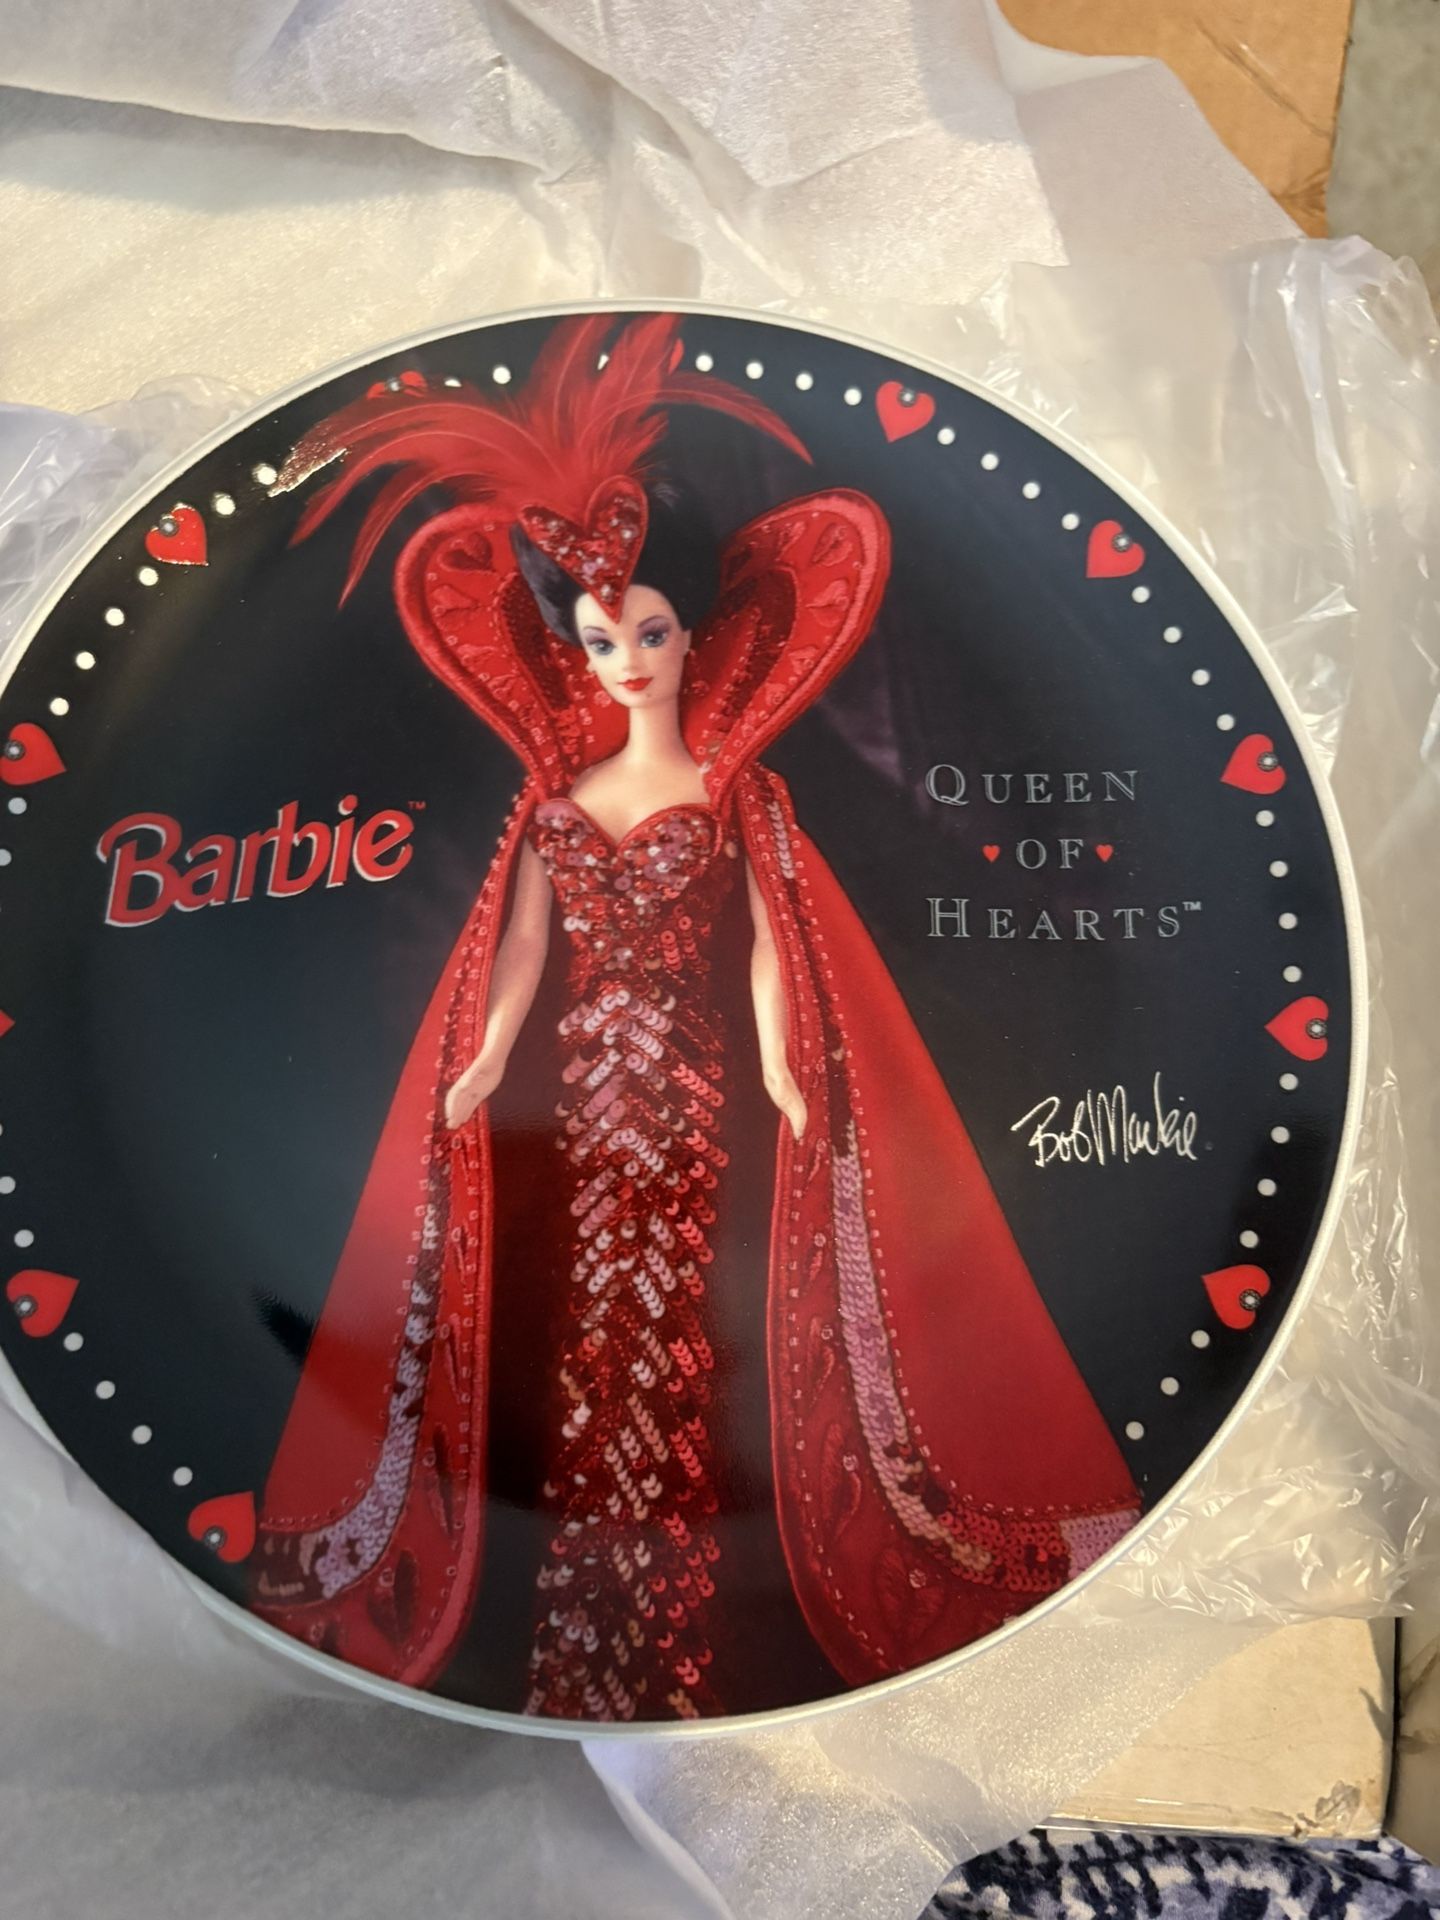 Barbie™
QUEEN
♥ OF ♥
HEARTS™
Bob Mackie